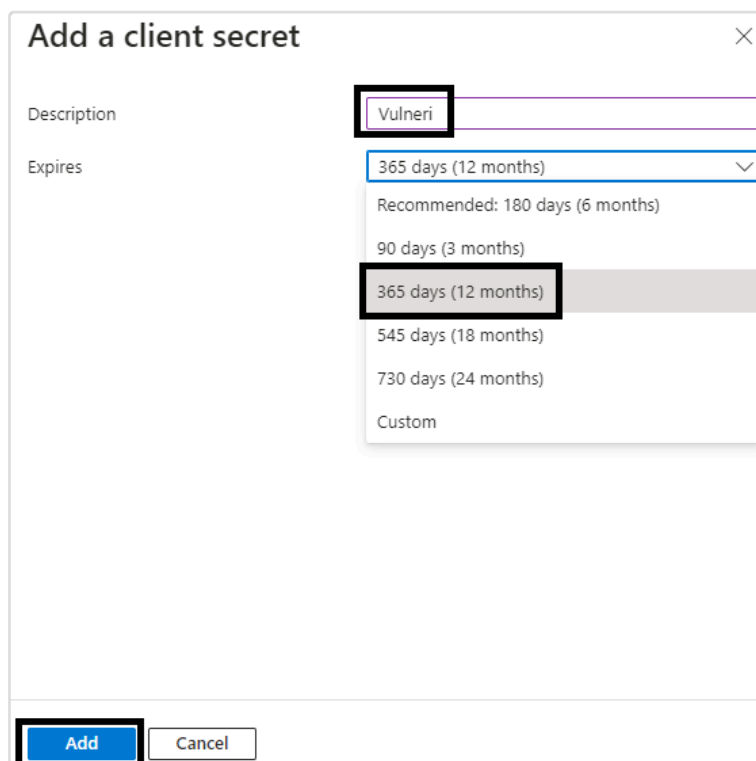 Add a client secret
Description
Vulneri
Expires
365 days (12 months)
Recommended: 180 days (6 months)
90 days (3 months)
365 days (12 months)
545 days (18 months)
730 days (24 months)
Custom
Add
Cancel